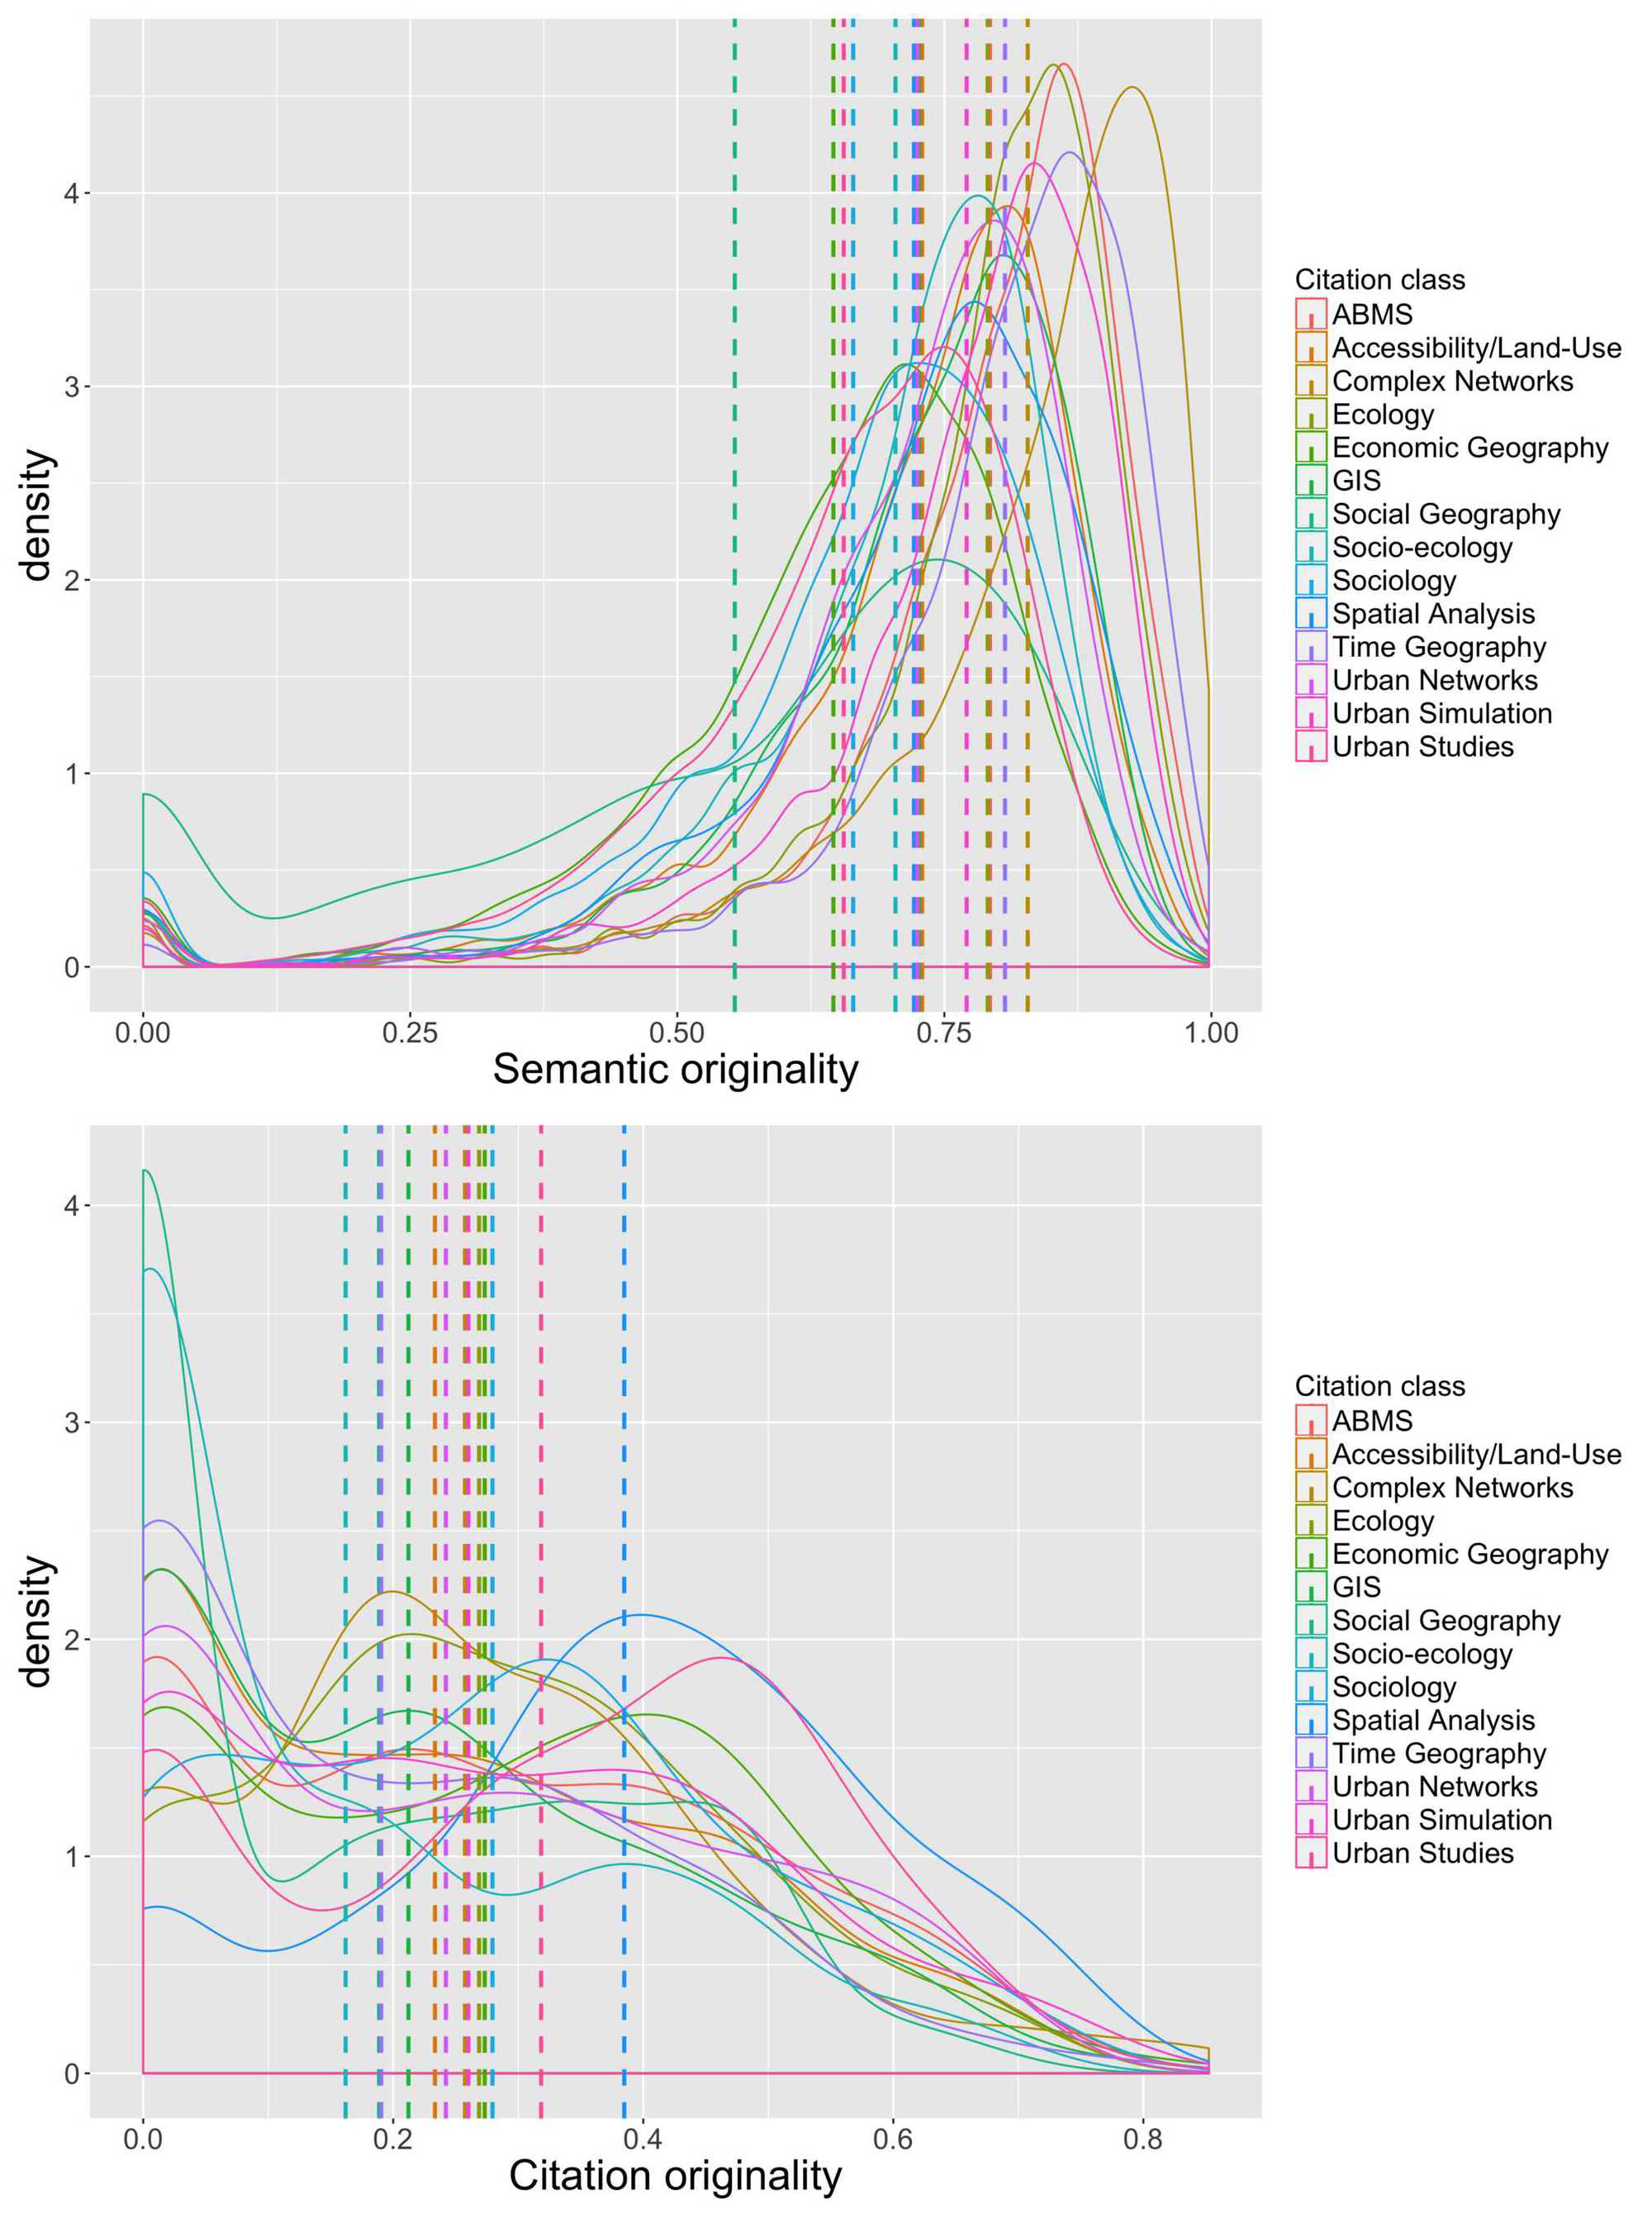 density
4
3
2
1
0
0.00
0.25
0.50
0.75
1.00
Semantic originality
Citation class
ABMS
Accessibility/Land-Use
Complex Networks
Ecology
Economic Geography
GIS
Social Geography
Socio-ecology
Sociology
Spatial Analysis
Time Geography
Urban Networks
Urban Simulation
Urban Studies
density
4
3
2
1
0
0.0
0.2
0.4
0.6
0.8
Citation originality
Citation class
ABMS
Accessibility/Land-Use
Complex Networks
Ecology
Economic Geography
GIS
Social Geography
Socio-ecology
Sociology
Spatial Analysis
Time Geography
Urban Networks
Urban Simulation
Urban Studies